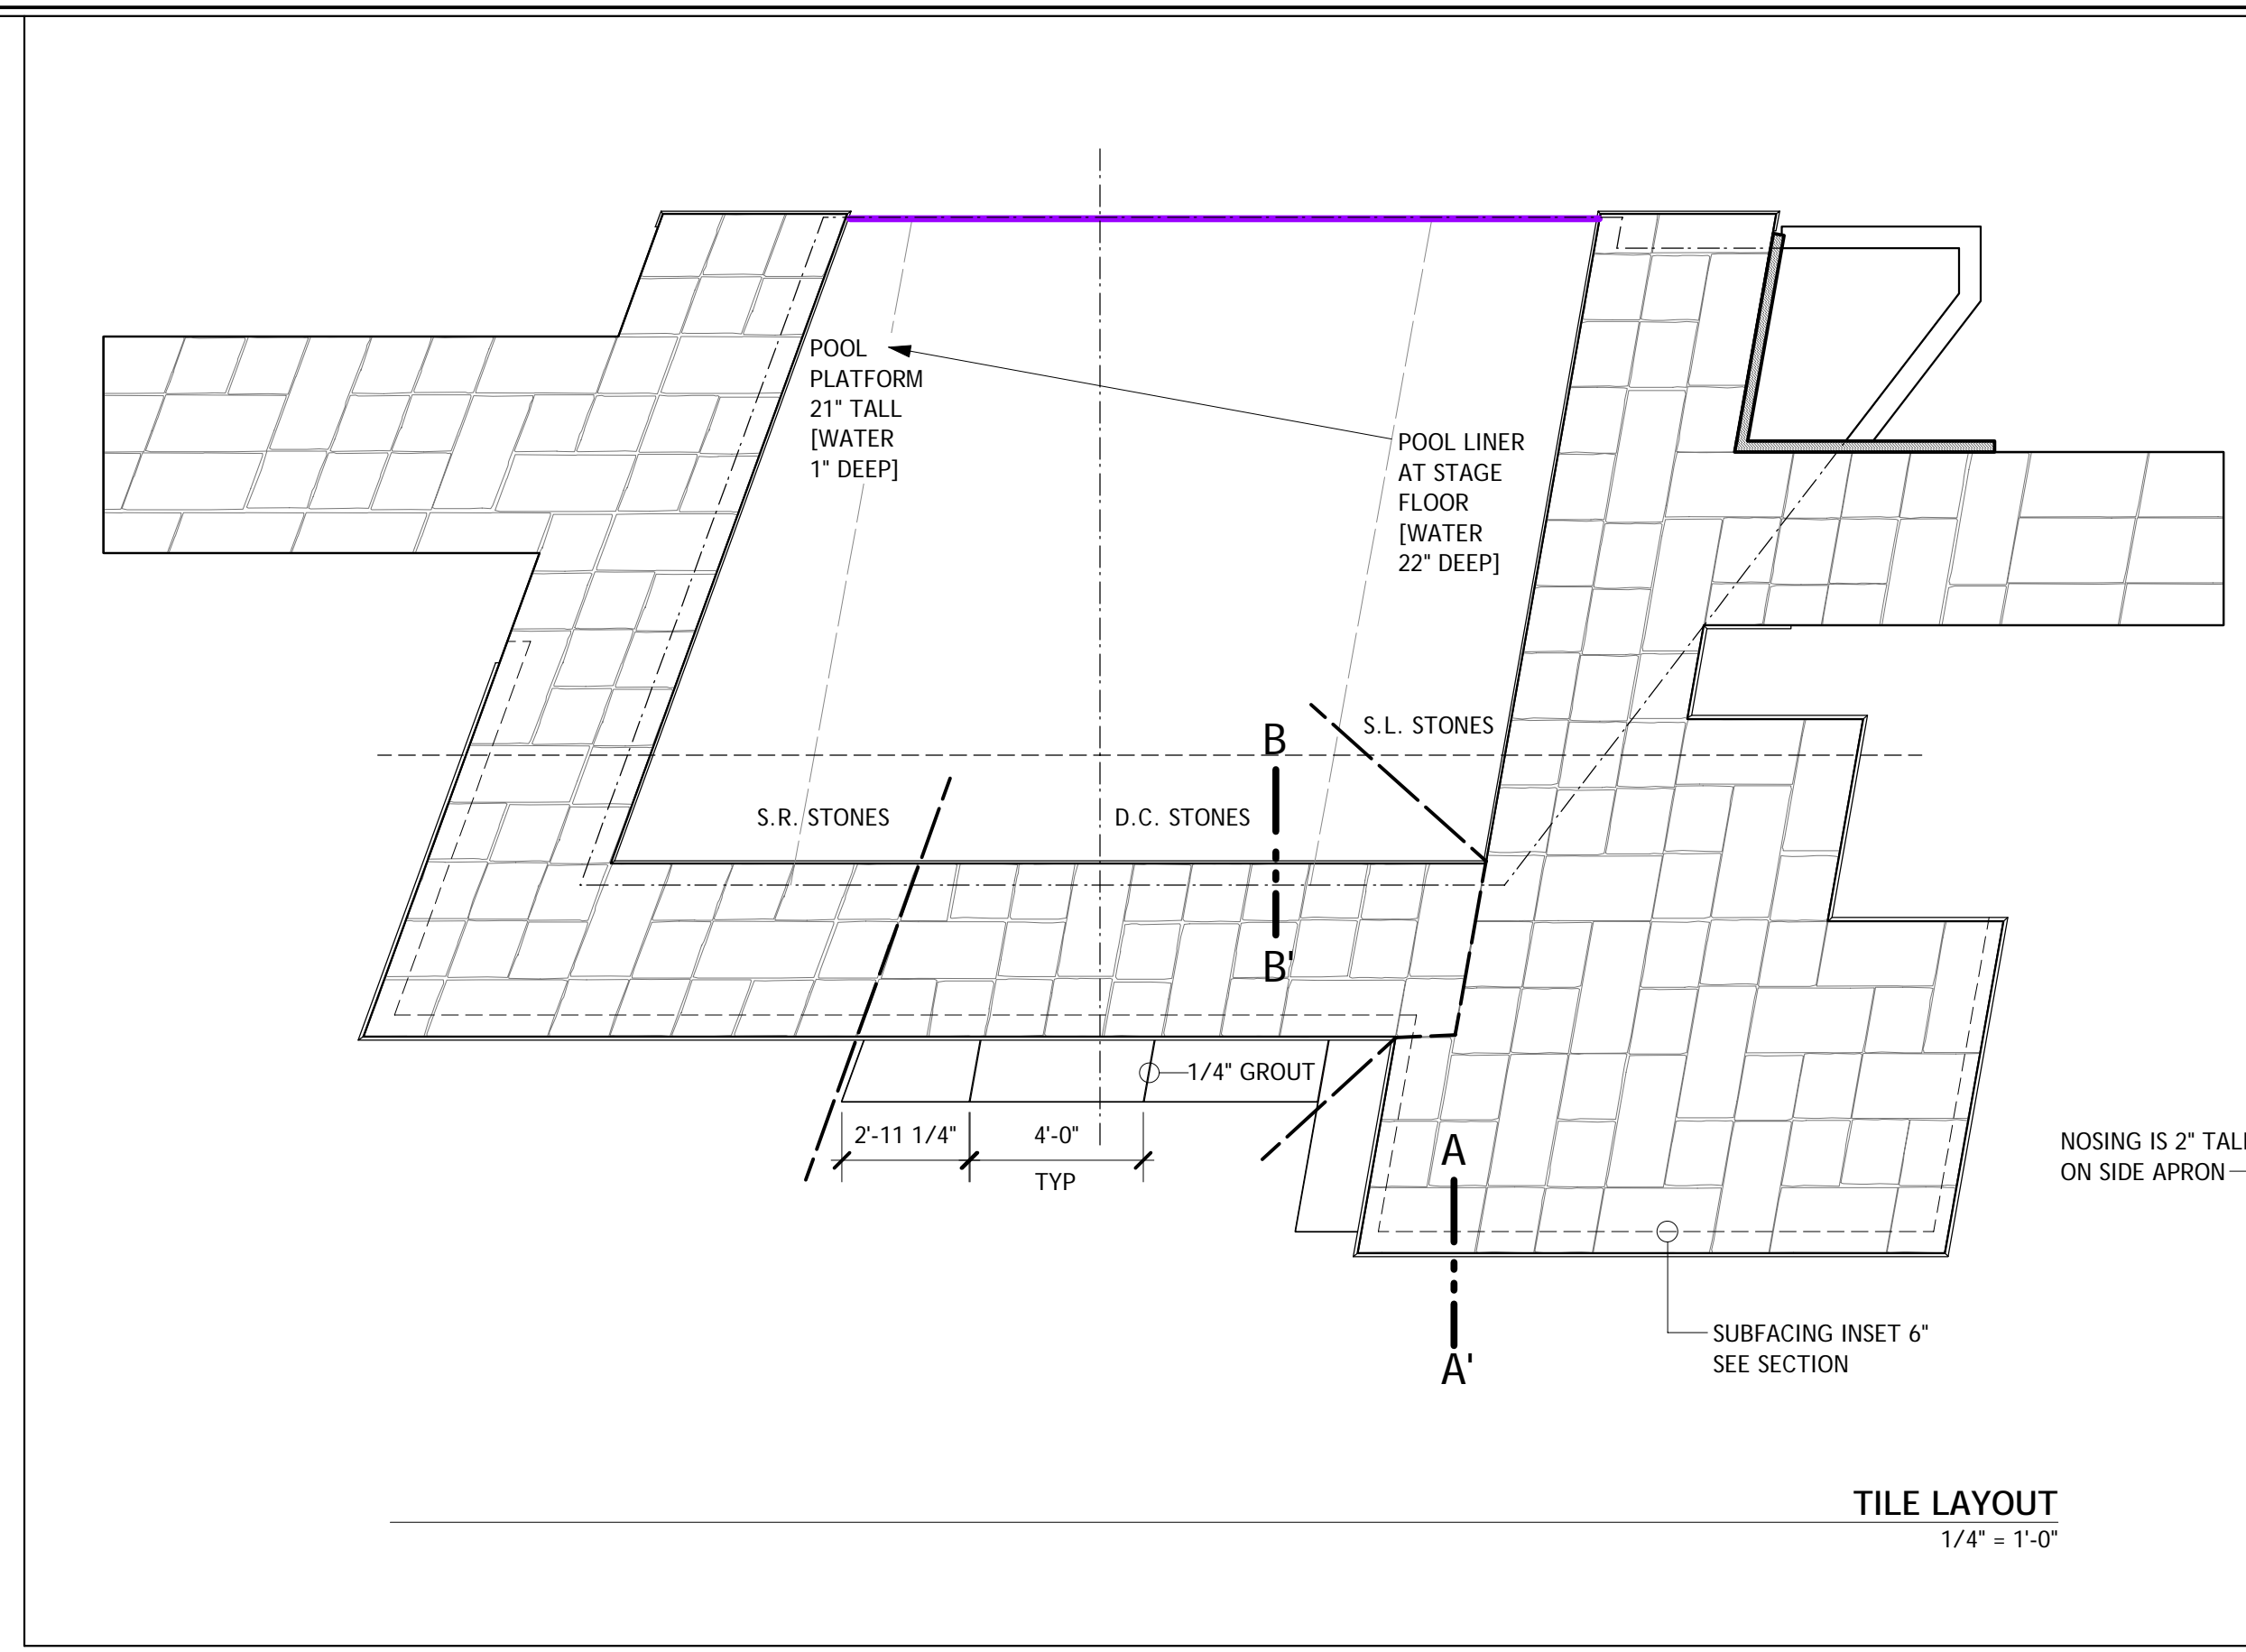 POOL
PLATFORM
21" TALL
[WATER
1" DEEP]
POOL LINER
AT STAGE
FLOOR
[WATER
22" DEEP]
B
S.L. STONES
S.R. STONES
D.C. STONES
B'
1/4" GROUT
2'-11 1/4"
4'-0"
TYP
A
NOSING IS 2" TALL
ON SIDE APRON
SUBFACING INSET 6"
SEE SECTION
A'
TILE LAYOUT
1/4" = 1'-0"